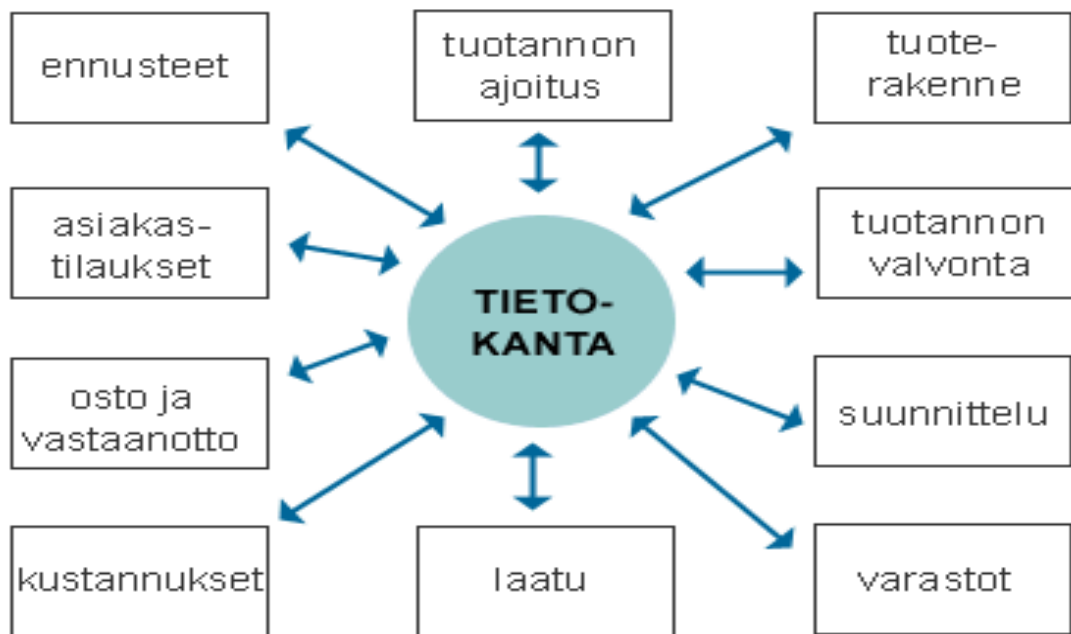 ennusteet
tuotannon
ajoitus
tuote-
rakenne
asiakas-
tilaukset
TIETO-
KANTA
tuotannon
valvonta
osto ja
vastaanotto
suunnittelu
kustannukset
laatu
varastot